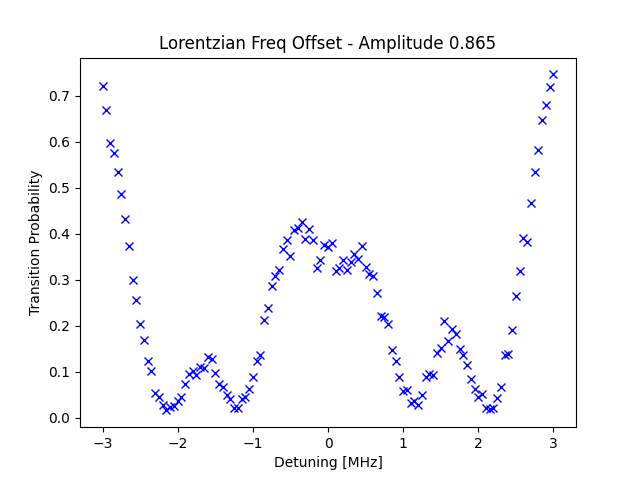 Lorentzian Freq Offset - Amplitude 0.865
Transition Probability
0.7
0.6
0.5
0.4
0.3
0.2
0.1
0.0
−3 −2 −1 0 1 2 3
Detuning [MHz]